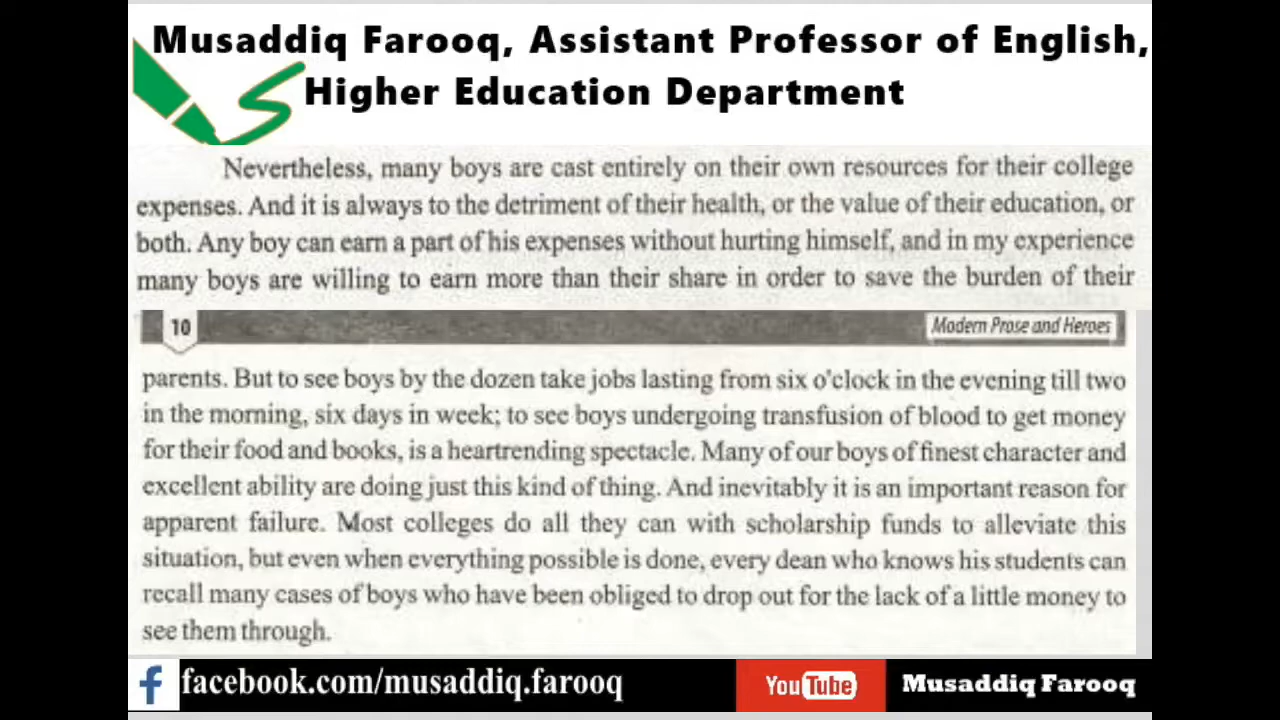 Musaddiq Farooq, Assistant Professor of English,
Higher Education Department
Nevertheless, many boys are cast entirely on their own resources for their college
expenses. And it is always to the detriment of their health, or the value of their education, or
both. Any boy can earn a part of his expenses without hurting himself, and in my experience
many boys are willing to earn more than their share in order to save the burden of their
10
Modern Prose and Heroes
parents. But to see boys by the dozen take jobs lasting from six o'clock in the evening till two
in the morning, six days in week; to see boys undergoing transfusion of blood to get money
for their food and books, is a heartrending spectacle. Many of our boys of finest character and
excellent ability are doing just this kind of thing. And inevitably it is an important reason for
apparent failure. Most colleges do all they can with scholarship funds to alleviate this
situation, but even when everything possible is done, every dean who knows his students can
recall many cases of boys who have been obliged to drop out for the lack of a little money to
see them through.
facebook.com/musaddiq.farooq
YouTube
Musaddiq Farooq